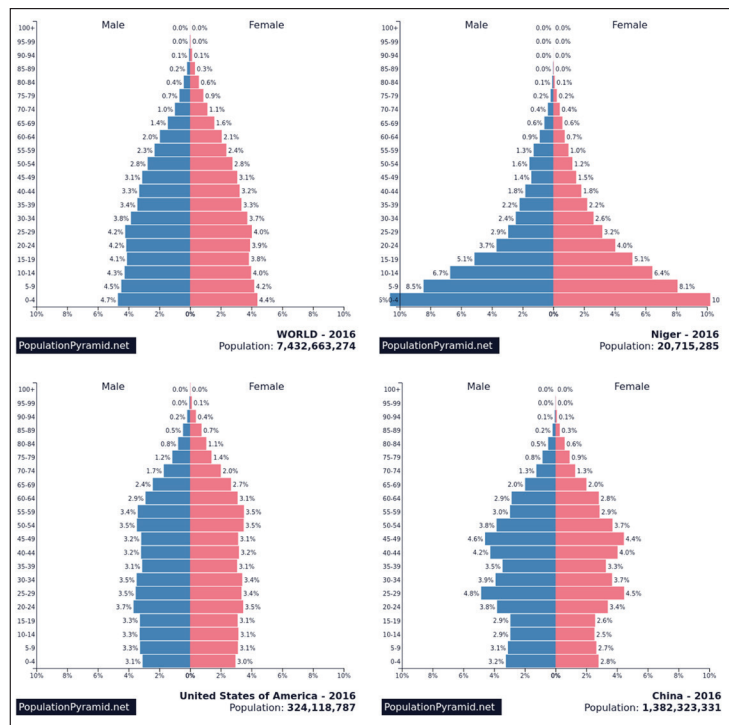 Male Female
100+ 0.0% 0.0%
95-99 0.0% 0.0%
90-94 0.1% 0.1%
85-89 0.2% 0.3%
80-84 0.4% 0.6%
75-79 0.7% 0.9%
70-74 1.0% 1.1%
65-69 1.4% 1.6%
60-64 2.0% 2.1%
55-59 2.3% 2.4%
50-54 2.8% 2.8%
45-49 3.1% 3.1%
40-44 3.3% 3.2%
35-39 3.4% 3.3%
30-34 3.8% 3.7%
25-29 4.2% 4.0%
20-24 4.2% 3.9%
15-19 4.1% 3.8%
10-14 4.3% 4.0%
5-9 4.5% 4.2%
0-4 4.7% 4.4%
10% 8% 6% 4% 2% 0% 2% 4% 6% 8% 10%
WORLD - 2016
PopulationPyramid.net Population: 7,432,663,274
Male Female
100+ 0.0% 0.0%
95-99 0.0% 0.0%
90-94 0.0% 0.0%
85-89 0.0% 0.0%
80-84 0.1% 0.1%
75-79 0.2% 0.2%
70-74 0.4% 0.4%
65-69 0.6% 0.6%
60-64 0.9% 0.7%
55-59 1.3% 1.0%
50-54 1.6% 1.2%
45-49 1.4% 1.5%
40-44 1.8% 1.8%
35-39 2.2% 2.2%
30-34 2.4% 2.6%
25-29 2.9% 3.2%
20-24 3.7% 4.0%
15-19 5.1% 5.1%
10-14 6.7% 6.4%
5-9 8.5% 8.1%
0-4 10
10% 8% 6% 4% 2% 0% 2% 4% 6% 8% 10%
Niger - 2016
PopulationPyramid.net Population: 20,715,285
Male Female
100+ 0.0% 0.0%
95-99 0.0% 0.1%
90-94 0.2% 0.4%
85-89 0.5% 0.7%
80-84 0.8% 1.1%
75-79 1.2% 1.4%
70-74 1.7% 2.0%
65-69 2.4% 2.7%
60-64 2.9% 3.1%
55-59 3.4% 3.5%
50-54 3.5% 3.5%
45-49 3.2% 3.1%
40-44 3.2% 3.2%
35-39 3.1% 3.1%
30-34 3.5% 3.4%
25-29 3.5% 3.4%
20-24 3.7% 3.5%
15-19 3.3% 3.1%
10-14 3.3% 3.1%
5-9 3.3% 3.1%
0-4 3.1% 3.0%
10% 8% 6% 4% 2% 0% 2% 4% 6% 8% 10%
United States of America - 2016
PopulationPyramid.net Population: 324,118,787
Male Female
100+ 0.0% 0.0%
95-99 0.0% 0.0%
90-94 0.1% 0.1%
85-89 0.2% 0.3%
80-84 0.5% 0.6%
75-79 0.8% 0.9%
70-74 1.3% 1.3%
65-69 2.0% 2.0%
60-64 2.9% 2.8%
55-59 3.0% 2.9%
50-54 3.8% 3.7%
45-49 4.6% 4.4%
40-44 4.2% 4.0%
35-39 3.5% 3.3%
30-34 3.9% 3.7%
25-29 4.8% 4.5%
20-24 3.8% 3.4%
15-19 2.9% 2.6%
10-14 2.9% 2.5%
5-9 3.1% 2.7%
0-4 3.2% 2.8%
10% 8% 6% 4% 2% 0% 2% 4% 6% 8% 10%
China - 2016
PopulationPyramid.net Population: 1,382,323,331